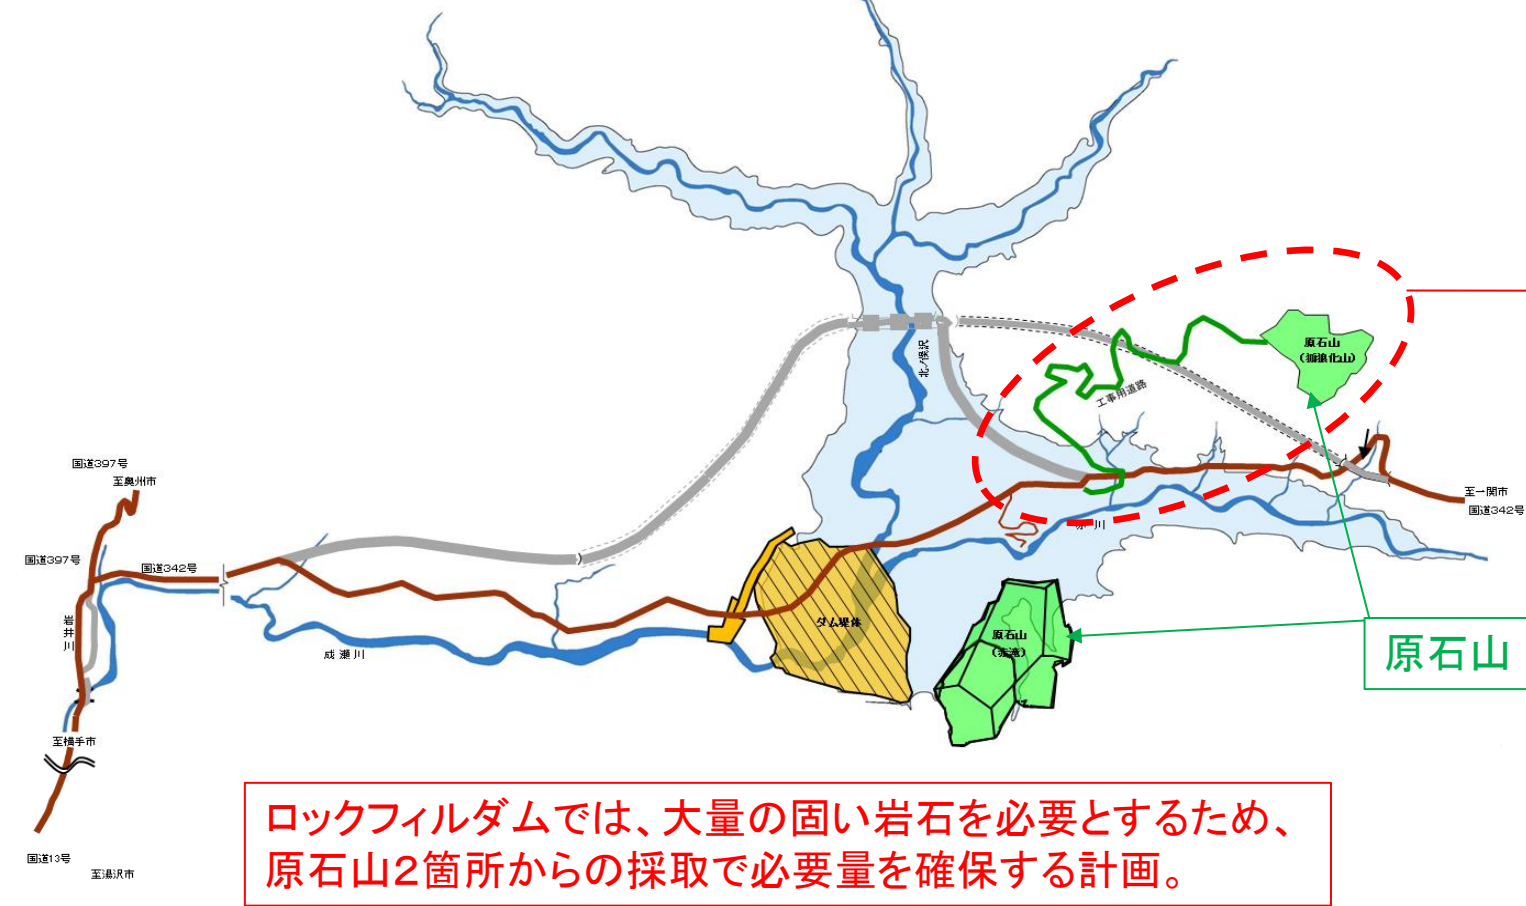 北ノ俣沢
原石山
工事用道路
国道397号
至奥州市
至一関市
国道342号
国道397号
国道342号
岩井川
ダム堤体
原石山
(赤滝)
成瀬川
原石山
至横手市
ロックフィルダムでは、大量の固い岩石を必要とするため、
原石山2箇所からの採取で必要量を確保する計画。
国道13号
至湯沢市